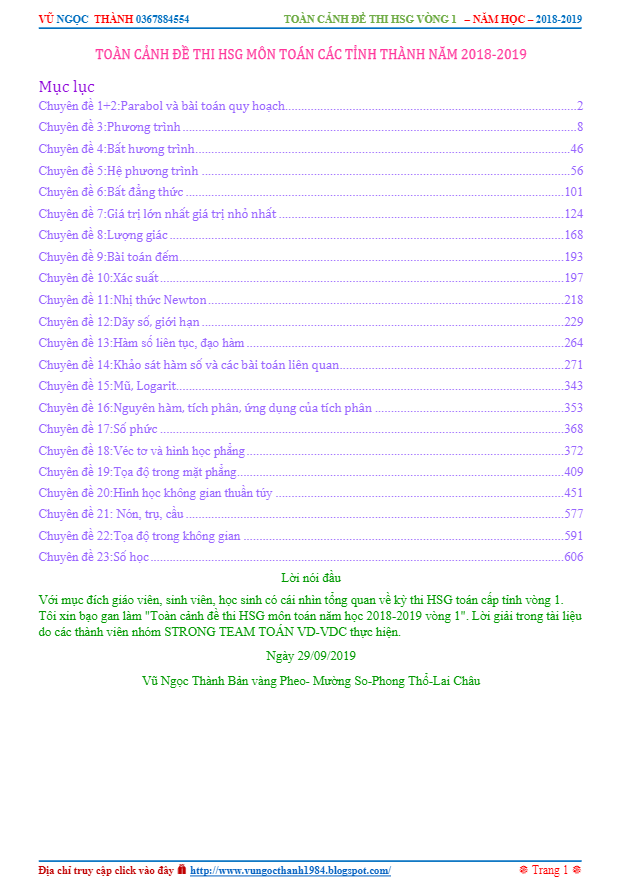 VŨ NGỌC THÀNH 0367884554 TOÀN CẢNH ĐỀ THI HSG VÒNG 1 – NĂM HỌC – 2018-2019
TOÀN CẢNH ĐỀ THI HSG MÔN TOÁN CÁC TỈNH THÀNH NĂM 2018-2019
Mục lục
Chuyên đề 1+2:Parabol và bài toán quy hoạch 2
Chuyên đề 3:Phương trình 8
Chuyên đề 4:Bất hương trình 46
Chuyên đề 5:Hệ phương trình 56
Chuyên đề 6:Bất đẳng thức 101
Chuyên đề 7:Giá trị lớn nhất giá trị nhỏ nhất 124
Chuyên đề 8:Lượng giác 168
Chuyên đề 9:Bài toán đếm 193
Chuyên đề 10:Xác suất 197
Chuyên đề 11:Nhị thức Newton 218
Chuyên đề 12:Dãy số, giới hạn 229
Chuyên đề 13:Hàm số liên tục, đạo hàm 264
Chuyên đề 14:Khảo sát hàm số và các bài toán liên quan 271
Chuyên đề 15:Mũ, Logarit 343
Chuyên đề 16:Nguyên hàm, tích phân, ứng dụng của tích phân 353
Chuyên đề 17:Số phức 368
Chuyên đề 18:Véc tơ và hình học phẳng 372
Chuyên đề 19:Tọa độ trong mặt phẳng 409
Chuyên đề 20:Hình học không gian thuần túy 451
Chuyên đề 21: Nón, trụ, cầu 577
Chuyên đề 22:Tọa độ trong không gian 591
Chuyên đề 23:Số học 606
Lời nói đầu
Với mục đích giáo viên, sinh viên, học sinh có cái nhìn tổng quan về kỳ thi HSG toán cấp tỉnh vòng 1.
Tôi xin bạo gan làm "Toàn cảnh đề thi HSG môn toán năm học 2018-2019 vòng 1". Lời giải trong tài liệu
do các thành viên nhóm STRONG TEAM TOÁN VD-VDC thực hiện.
Ngày 29/09/2019
Vũ Ngọc Thành Bản vàng Pheo- Mường So-Phong Thổ-Lai Châu
Địa chỉ truy cập click vào đây http://www.vungocthanh1984.blogspot.com/ Trang 1